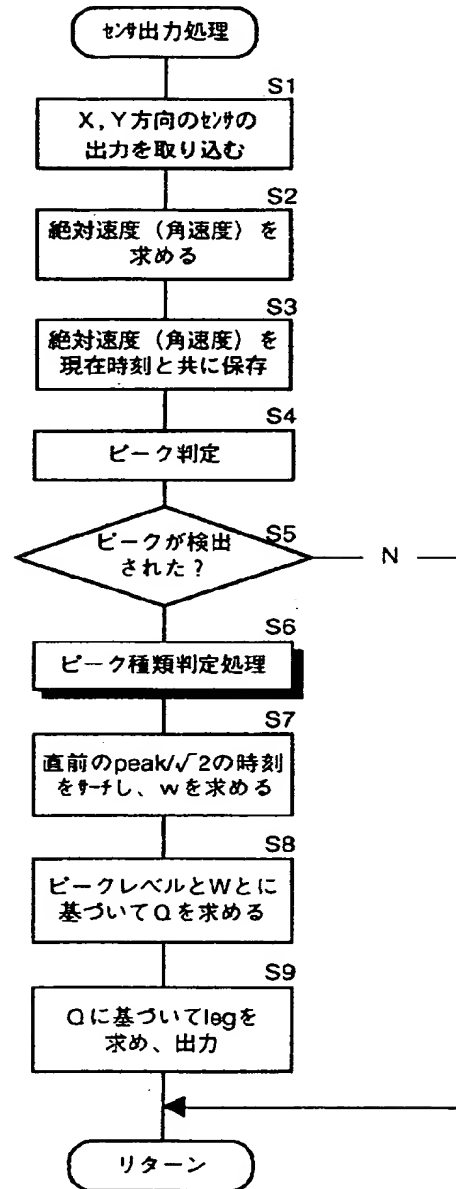 センサ出力処理
S1
X,Y方向のセンサの
出力を取り込む
S2
絶対速度（角速度）を
求める
S3
絶対速度（角速度）を
現在時刻と共に保存
S4
ピーク判定
S5
ピークが検出
された？
N
S6
ピーク種類判定処理
S7
直前のpeak/√2の時刻
をサーチし、wを求める
S8
ピークレベルとWとに
基づいてQを求める
S9
Qに基づいてlegを
求め、出力
リターン